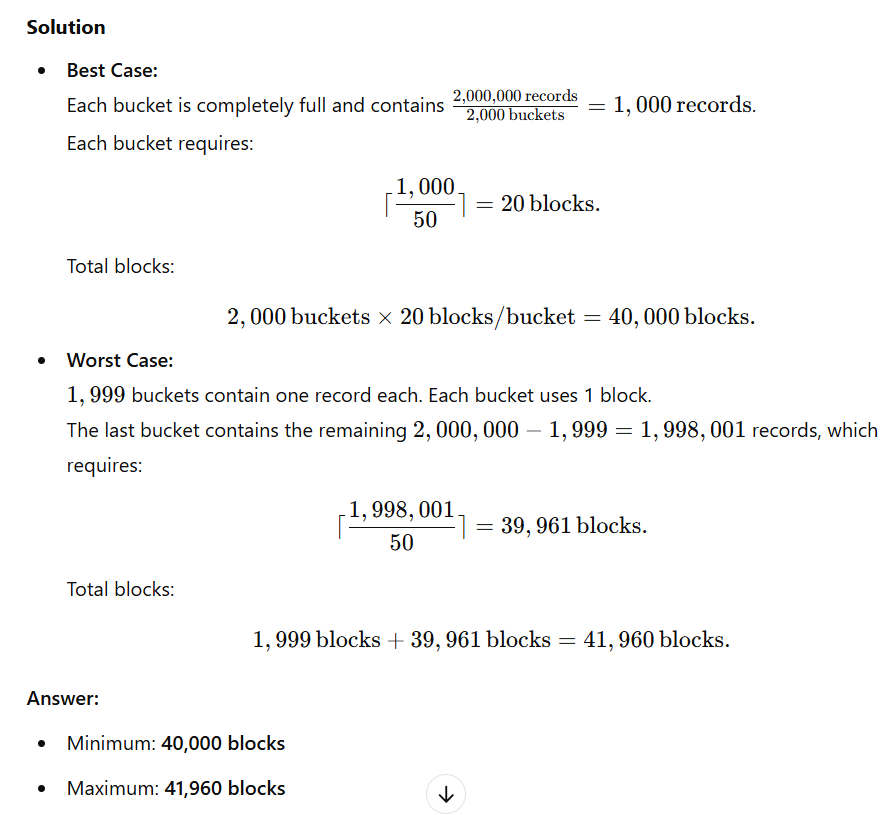 Solution
• Best Case:
Each bucket is completely full and contains 2,000,000 records / 2,000 buckets = 1,000 records.
Each bucket requires:
⌈1,000 / 50⌉ = 20 blocks.
Total blocks:
2,000 buckets × 20 blocks/bucket = 40,000 blocks.
• Worst Case:
1,999 buckets contain one record each. Each bucket uses 1 block.
The last bucket contains the remaining 2,000,000 − 1,999 = 1,998,001 records, which
requires:
⌈1,998,001 / 50⌉ = 39,961 blocks.
Total blocks:
1,999 blocks + 39,961 blocks = 41,960 blocks.
Answer:
• Minimum: 40,000 blocks
• Maximum: 41,960 blocks